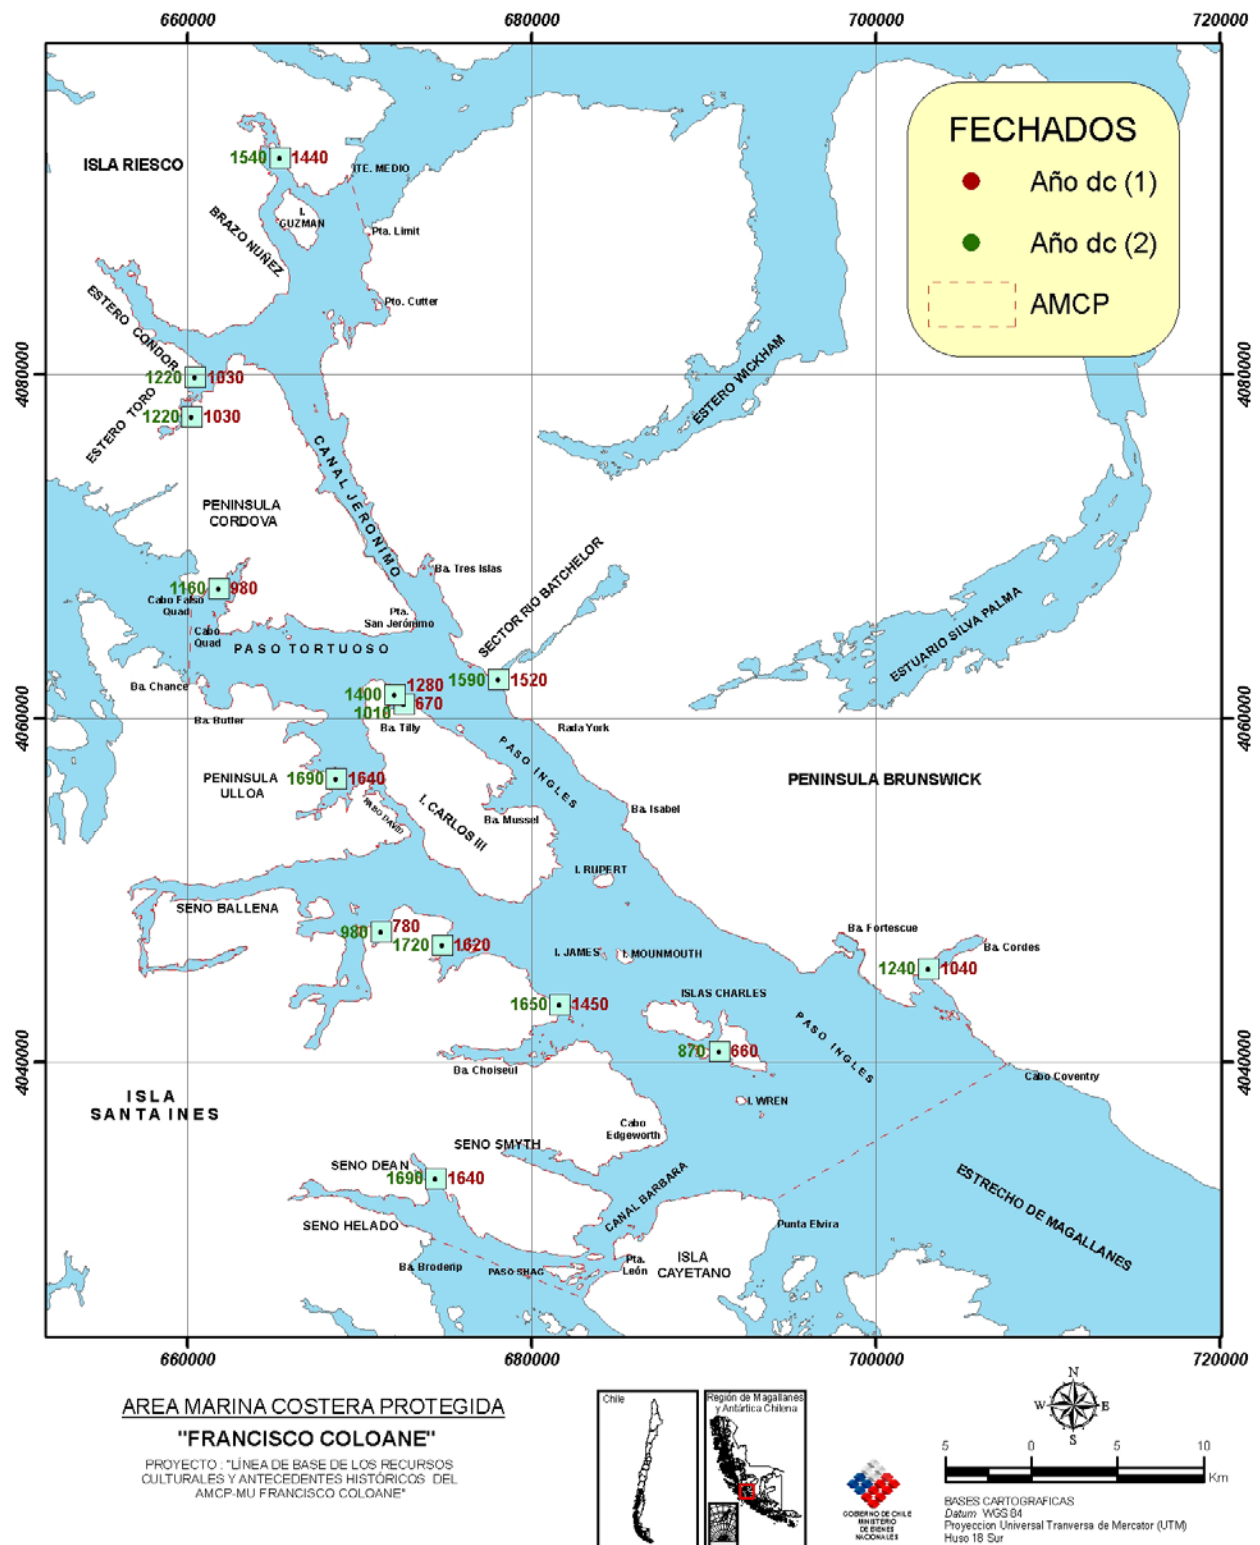 660000
680000
700000
720000
FECHADOS
Año dc (1)
Año dc (2)
AMCP
ISLA RIESCO
1540
1440
ITE. MEDIO
I.
GUZMAN
Pta. Limit
BRAZO NUÑEZ
Pto. Cutter
ESTERO CONDOR
4080000
4080000
1220
1030
ESTERO TORO
1220
1030
ESTERO WICKHAM
CANAL JERONIMO
PENINSULA
CORDOVA
Ba. Tres Islas
SECTOR RIO BATCHELOR
1160
980
Cabo Falso
Quad
Cabo
Quad
Pta.
San Jerónimo
PASO TORTUOSO
ESTUARIO SILVA PALMA
Ba. Chance
1280
1400
1590
1520
670
1010
Ba. Butler
Ba. Tilly
Rada York
4060000
4060000
PASO INGLES
PENINSULA
ULLOA
1690
1640
PENINSULA BRUNSWICK
I. CARLOS III
Ba. Mussel
Ba. Isabel
I. RUPERT
SENO BALLENA
780
980
1720
1620
Ba. Fortescue
Ba. Cordes
I. JAMES
I. MOUNMOUTH
1240
1040
ISLAS CHARLES
1650
1450
PASO INGLES
870
660
4040000
4040000
Ba. Choiseul
Cabo Coventry
ISLA
SANTA INES
I. WREN
Cabo
Edgeworth
SENO SMYTH
SENO DEAN
1690
1640
CANAL BARBARA
ESTRECHO DE MAGALLANES
SENO HELADO
Punta Elvira
Ba. Broderip
PASO SHAG
Pta.
León
ISLA
CAYETANO
660000
680000
700000
720000
AREA MARINA COSTERA PROTEGIDA
"FRANCISCO COLOANE"
PROYECTO : "LÍNEA DE BASE DE LOS RECURSOS
CULTURALES Y ANTECEDENTES HISTÓRICOS DEL
AMCP-MU FRANCISCO COLOANE"
Chile
Región de Magallanes
y Antártica Chilena
N
W
E
S
GOBIERNO DE CHILE
MINISTERIO
DE BIENES
NACIONALES
5 0 5 10
Km
BASES CARTOGRAFICAS
Datum WGS 84
Proyeccion Universal Tranversa de Mercator (UTM)
Huso 18 Sur